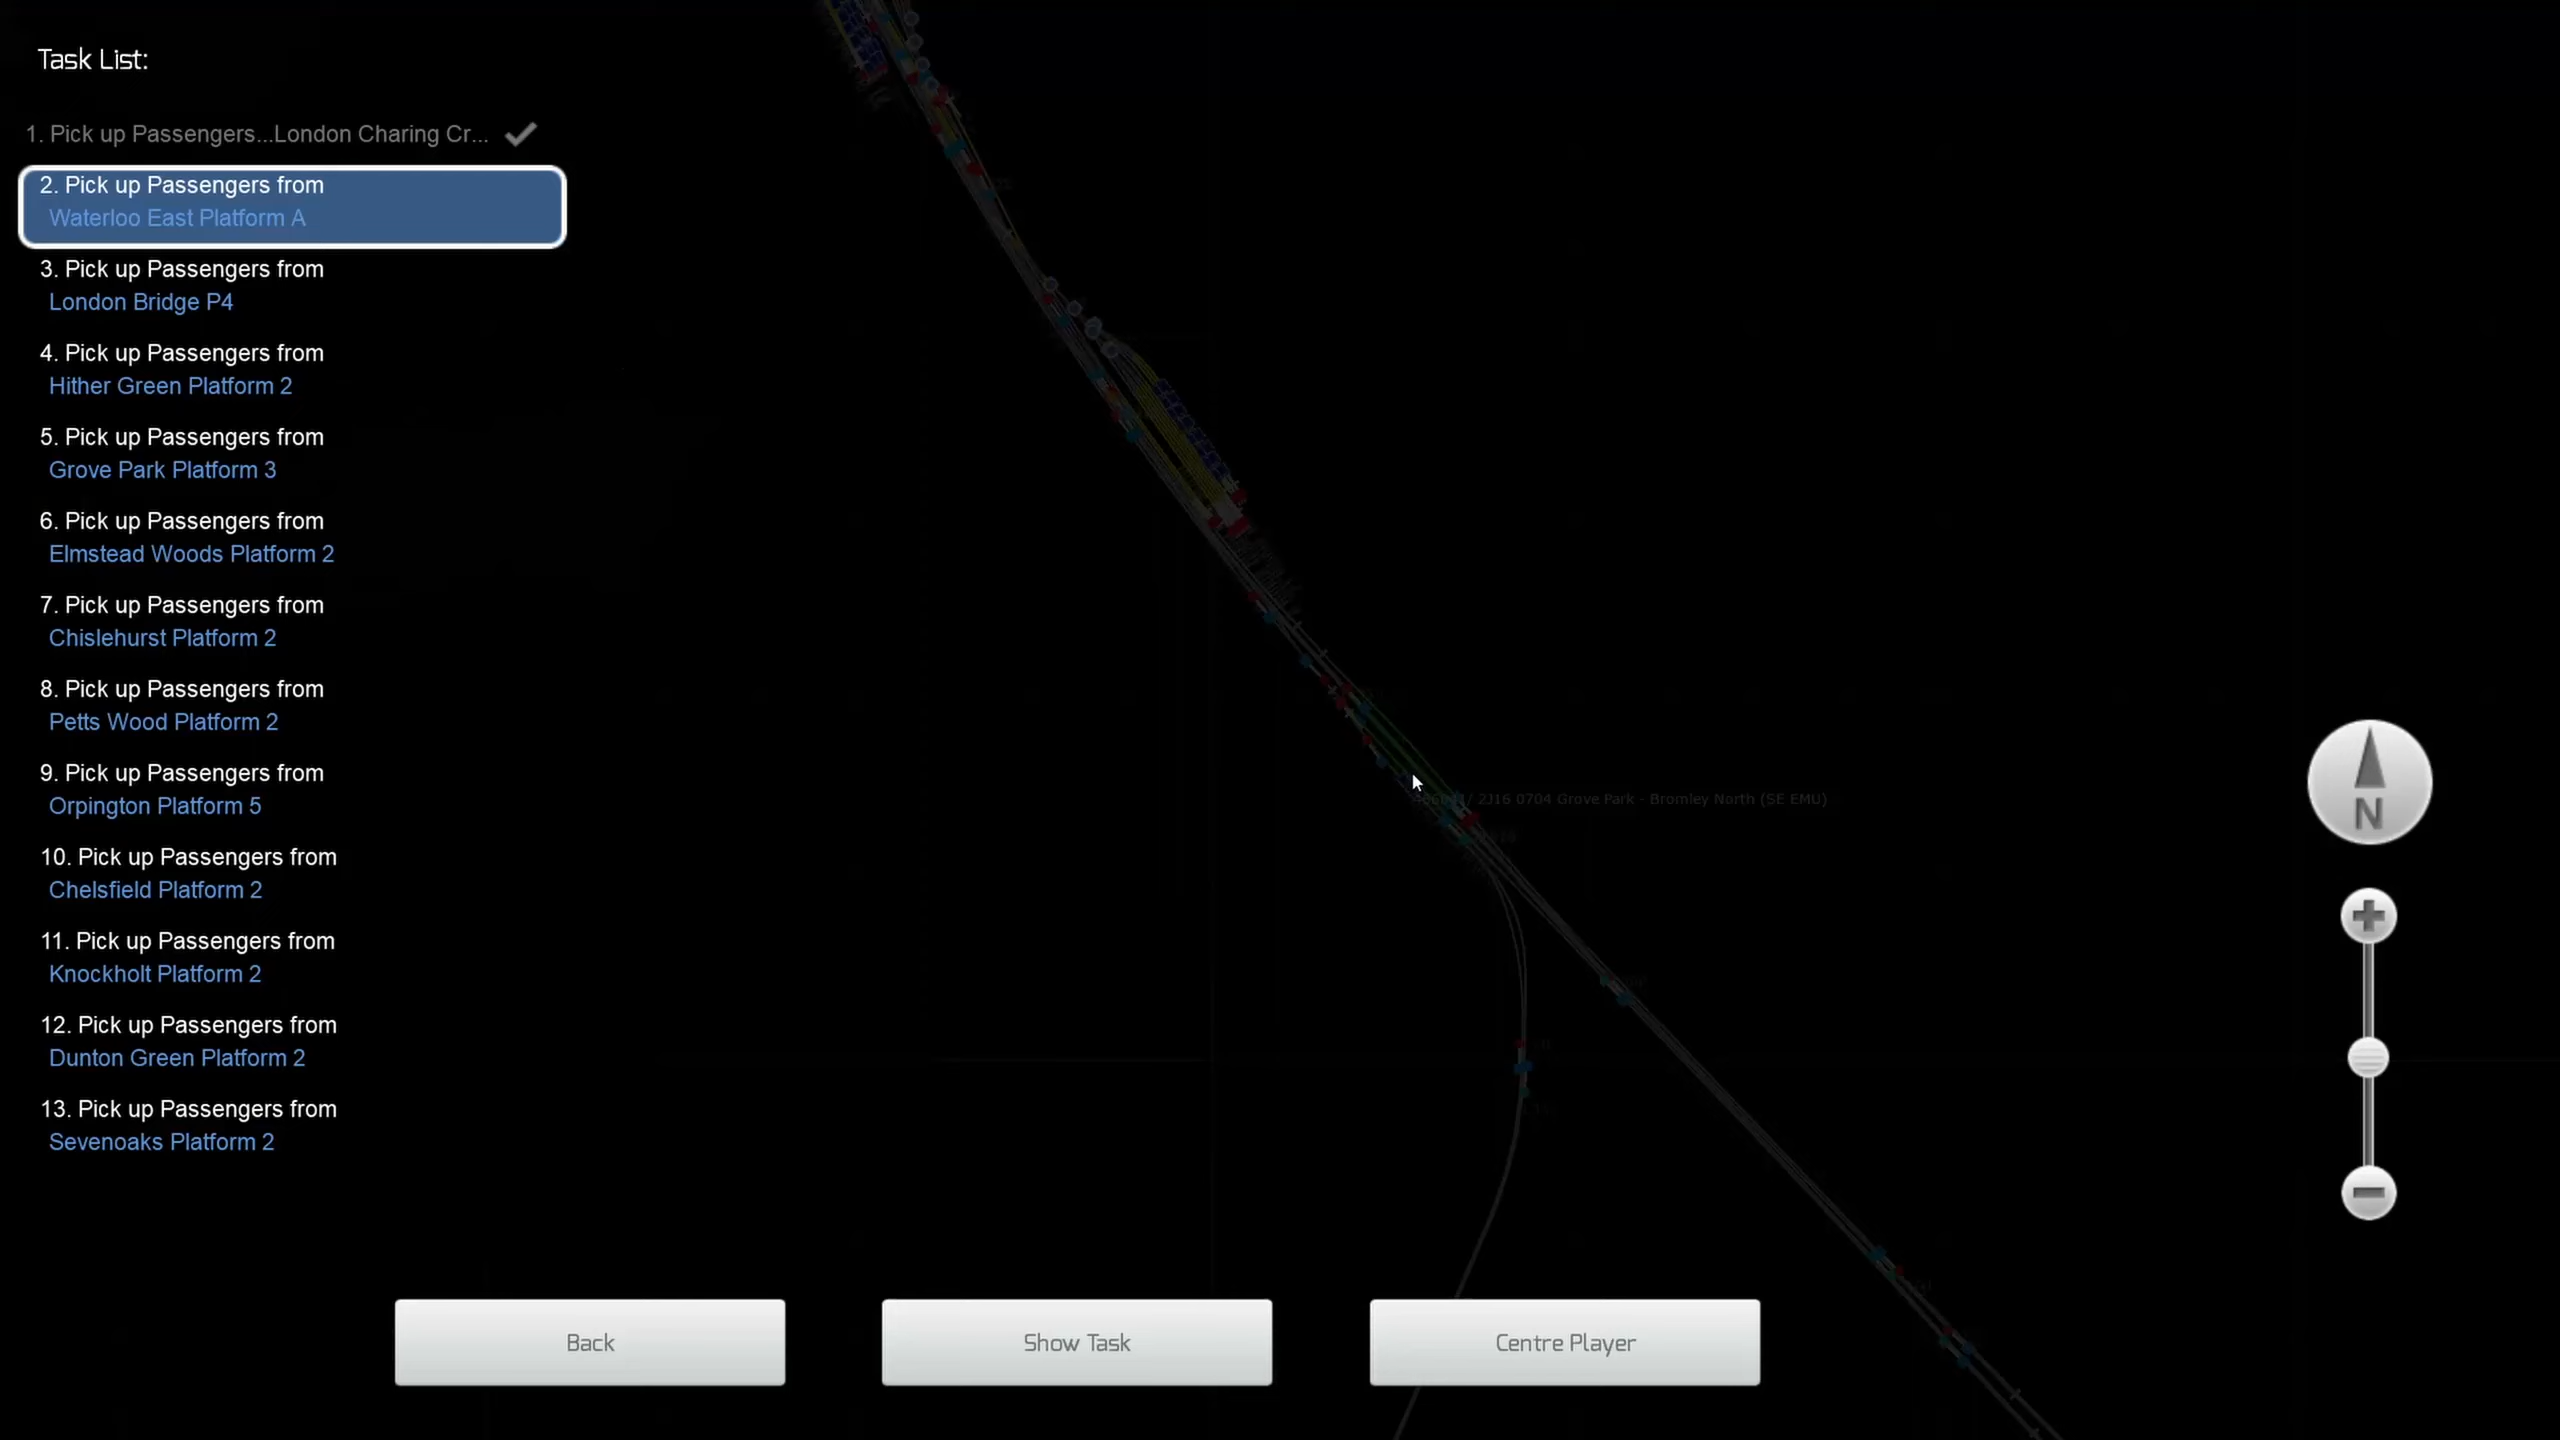 Task List:
1. Pick up Passengers...London Charing Cr...
2. Pick up Passengers from
Waterloo East Platform A
3. Pick up Passengers from
London Bridge P4
4. Pick up Passengers from
Hither Green Platform 2
5. Pick up Passengers from
Grove Park Platform 3
6. Pick up Passengers from
Elmstead Woods Platform 2
7. Pick up Passengers from
Chislehurst Platform 2
8. Pick up Passengers from
Petts Wood Platform 2
9. Pick up Passengers from
Orpington Platform 5
10. Pick up Passengers from
Chelsfield Platform 2
11. Pick up Passengers from
Knockholt Platform 2
12. Pick up Passengers from
Dunton Green Platform 2
13. Pick up Passengers from
Sevenoaks Platform 2
2J16 0704 Grove Park - Bromley North (SE EMU)
N
Back
Show Task
Centre Player